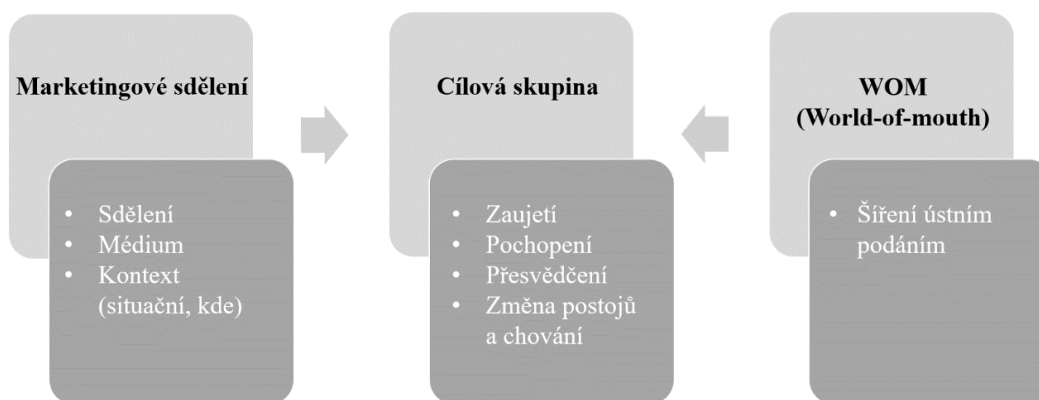 Marketingové sdělení
• Sdělení
• Médium
• Kontext
(situační, kde)
Cílová skupina
• Zaujetí
• Pochopení
• Přesvědčení
• Změna postojů
a chování
WOM
(World-of-mouth)
• Šíření ústním
podáním